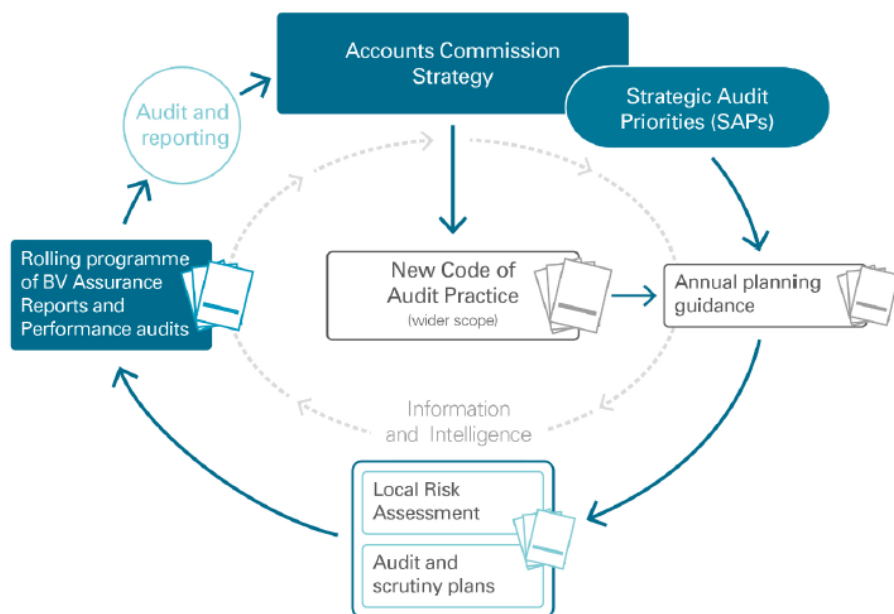 Accounts Commission
Strategy
Strategic Audit
Priorities (SAPs)
Audit and
reporting
Rolling programme
of BV Assurance
Reports and
Performance audits
New Code of
Audit Practice
(wider scope)
Annual planning
guidance
Information
and Intelligence
Local Risk
Assessment
Audit and
scrutiny plans